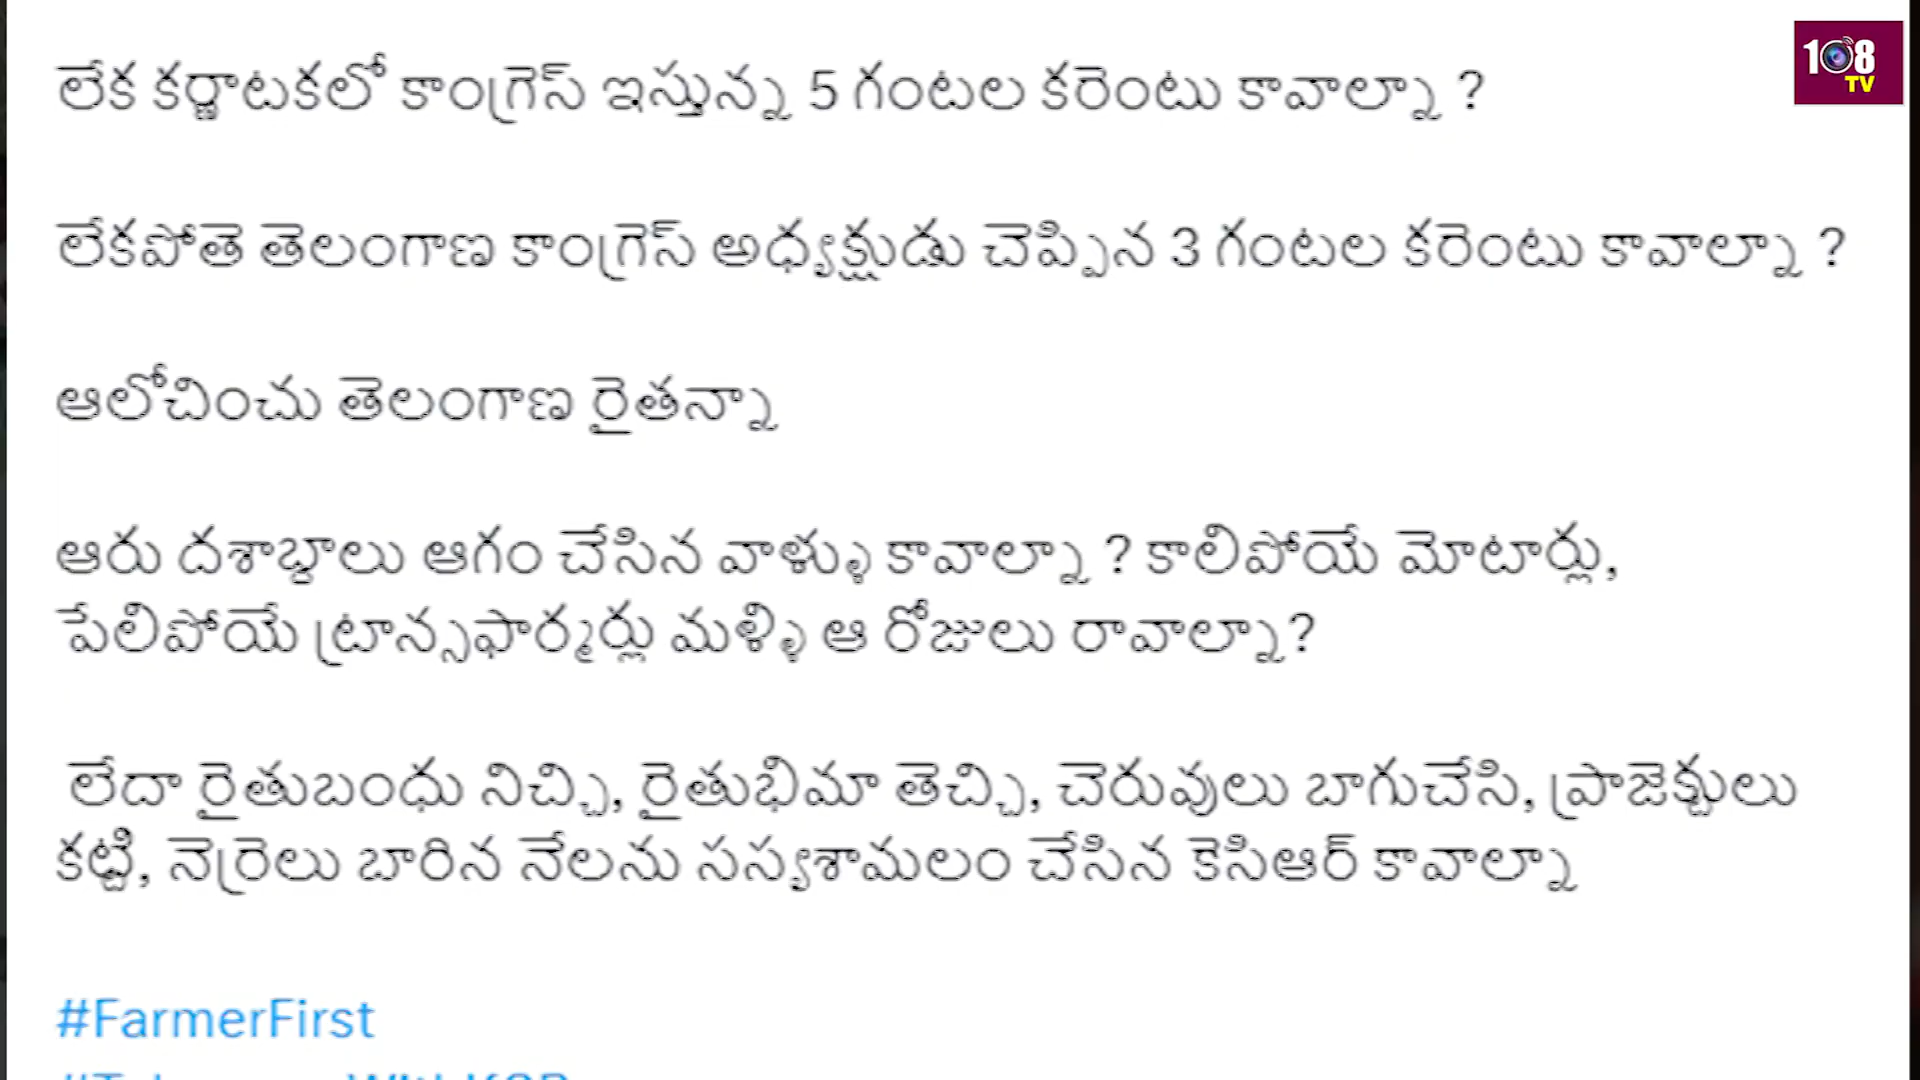 108
TV
లేక కర్ణాటకలో కాంగ్రెస్ ఇస్తున్న 5 గంటల కరెంటు కావాల్నా ?
లేకపోతె తెలంగాణ కాంగ్రెస్ అధ్యక్షుడు చెప్పిన 3 గంటల కరెంటు కావాల్నా ?
ఆలోచించు తెలంగాణ రైతన్నా
ఆరు దశాబ్దాలు ఆగం చేసిన వాళ్ళు కావాల్నా ? కాలిపోయే మోటార్లు,
పేలిపోయే ట్రాన్సఫార్మర్లు మళ్ళి ఆ రోజులు రావాల్నా?
లేదా రైతుబంధు నిచ్చి, రైతుభిమా తెచ్చి, చెరువులు బాగుచేసి, ప్రాజెక్టులు
కట్టి, నెర్రెలు బారిన నేలను సస్యశామలం చేసిన కెసిఆర్ కావాల్నా
#FarmerFirst